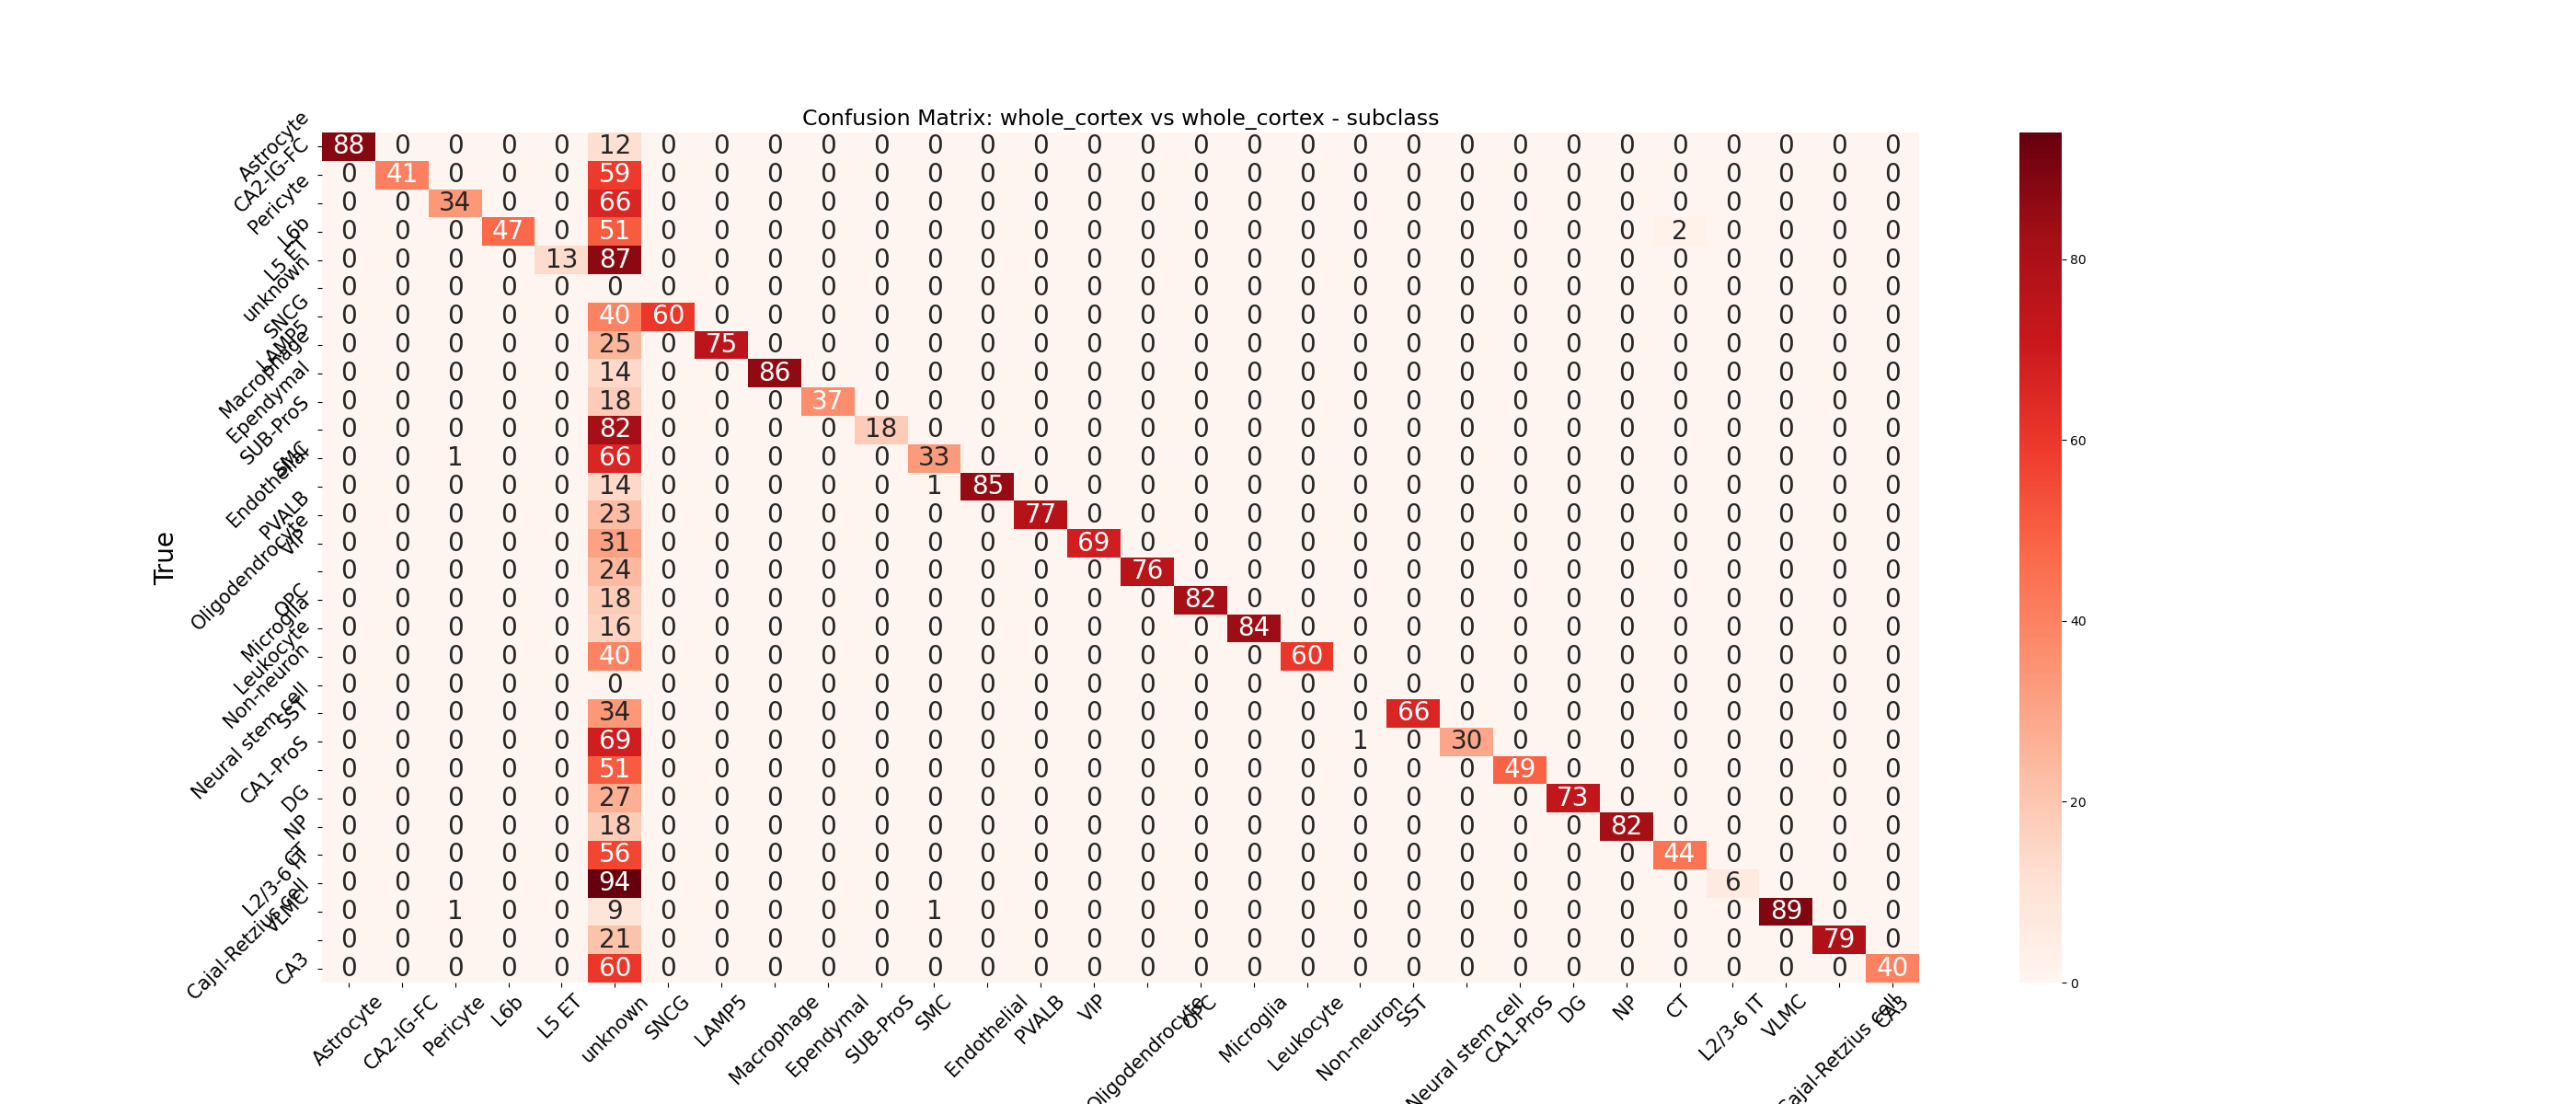 Confusion Matrix: whole_cortex vs whole_cortex - subclass
True
Astrocyte 88 0 0 0 0 12 0 0 0 0 0 0 0 0 0 0 0 0 0 0 0 0 0 0 0 0 0 0 0 0
CA2-IG-FC 0 41 0 0 0 59 0 0 0 0 0 0 0 0 0 0 0 0 0 0 0 0 0 0 0 0 0 0 0 0
Pericyte 0 0 34 0 0 66 0 0 0 0 0 0 0 0 0 0 0 0 0 0 0 0 0 0 0 0 0 0 0 0
L6b 0 0 0 47 0 51 0 0 0 0 0 0 0 0 0 0 0 0 0 0 0 0 0 0 0 2 0 0 0 0
L5 ET 0 0 0 0 13 87 0 0 0 0 0 0 0 0 0 0 0 0 0 0 0 0 0 0 0 0 0 0 0 0
unknown 0 0 0 0 0 0 0 0 0 0 0 0 0 0 0 0 0 0 0 0 0 0 0 0 0 0 0 0 0 0
SNCG 0 0 0 0 0 40 60 0 0 0 0 0 0 0 0 0 0 0 0 0 0 0 0 0 0 0 0 0 0 0
LAMP5 0 0 0 0 0 25 0 75 0 0 0 0 0 0 0 0 0 0 0 0 0 0 0 0 0 0 0 0 0 0
Macrophage 0 0 0 0 0 14 0 0 86 0 0 0 0 0 0 0 0 0 0 0 0 0 0 0 0 0 0 0 0 0
Ependymal 0 0 0 0 0 18 0 0 0 37 0 0 0 0 0 0 0 0 0 0 0 0 0 0 0 0 0 0 0 0
SUB-ProS 0 0 0 0 0 82 0 0 0 0 18 0 0 0 0 0 0 0 0 0 0 0 0 0 0 0 0 0 0 0
SMC 0 0 1 0 0 66 0 0 0 0 0 33 0 0 0 0 0 0 0 0 0 0 0 0 0 0 0 0 0 0
Endothelial 0 0 0 0 0 14 0 0 0 0 0 1 85 0 0 0 0 0 0 0 0 0 0 0 0 0 0 0 0 0
PVALB 0 0 0 0 0 23 0 0 0 0 0 0 0 77 0 0 0 0 0 0 0 0 0 0 0 0 0 0 0 0
VIP 0 0 0 0 0 31 0 0 0 0 0 0 0 0 69 0 0 0 0 0 0 0 0 0 0 0 0 0 0 0
Oligodendrocyte 0 0 0 0 0 24 0 0 0 0 0 0 0 0 0 76 0 0 0 0 0 0 0 0 0 0 0 0 0 0
OPC 0 0 0 0 0 18 0 0 0 0 0 0 0 0 0 0 82 0 0 0 0 0 0 0 0 0 0 0 0 0
Microglia 0 0 0 0 0 16 0 0 0 0 0 0 0 0 0 0 0 84 0 0 0 0 0 0 0 0 0 0 0 0
Leukocyte 0 0 0 0 0 40 0 0 0 0 0 0 0 0 0 0 0 0 60 0 0 0 0 0 0 0 0 0 0 0
Non-neuron 0 0 0 0 0 0 0 0 0 0 0 0 0 0 0 0 0 0 0 0 0 0 0 0 0 0 0 0 0 0
SST 0 0 0 0 0 34 0 0 0 0 0 0 0 0 0 0 0 0 0 0 66 0 0 0 0 0 0 0 0 0
Neural stem cell 0 0 0 0 0 69 0 0 0 0 0 0 0 0 0 0 0 0 0 1 0 30 0 0 0 0 0 0 0 0
CA1-ProS 0 0 0 0 0 51 0 0 0 0 0 0 0 0 0 0 0 0 0 0 0 0 49 0 0 0 0 0 0 0
DG 0 0 0 0 0 27 0 0 0 0 0 0 0 0 0 0 0 0 0 0 0 0 0 73 0 0 0 0 0 0
NP 0 0 0 0 0 18 0 0 0 0 0 0 0 0 0 0 0 0 0 0 0 0 0 0 82 0 0 0 0 0
CT 0 0 0 0 0 56 0 0 0 0 0 0 0 0 0 0 0 0 0 0 0 0 0 0 0 44 0 0 0 0
L2/3-6 IT 0 0 0 0 0 94 0 0 0 0 0 0 0 0 0 0 0 0 0 0 0 0 0 0 0 0 6 0 0 0
VLMC 0 0 1 0 0 9 0 0 0 0 0 1 0 0 0 0 0 0 0 0 0 0 0 0 0 0 0 89 0 0
Cajal-Retzius cell 0 0 0 0 0 21 0 0 0 0 0 0 0 0 0 0 0 0 0 0 0 0 0 0 0 0 0 0 79 0
CA3 0 0 0 0 0 60 0 0 0 0 0 0 0 0 0 0 0 0 0 0 0 0 0 0 0 0 0 0 0 40
Astrocyte CA2-IG-FC Pericyte L6b L5 ET unknown SNCG LAMP5 Macrophage Ependymal SUB-ProS SMC Endothelial PVALB VIP Oligodendrocyte OPC Microglia Leukocyte Non-neuron SST Neural stem cell CA1-ProS DG NP CT L2/3-6 IT VLMC Cajal-Retzius cell CA3
80
60
40
20
0